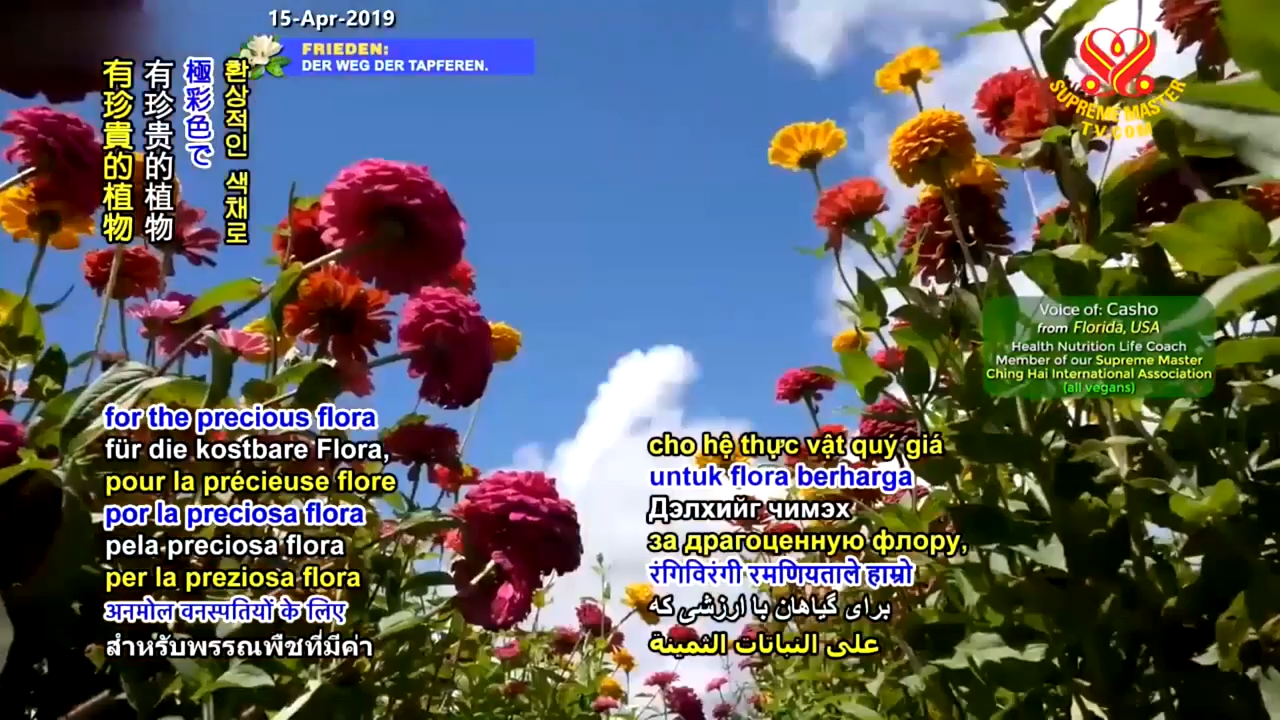 15-Apr-2019
FRIEDEN:
DER WEG DER TAPFEREN.
SUPREME MASTER
TV.COM
有珍貴的植物
有珍贵的植物
極彩色で
환상적인 색채로
Voice of: Casho
from Florida, USA
Health Nutrition Life Coach
Member of our Supreme Master
Ching Hai International Association
(all vegans)
for the precious flora
für die kostbare Flora,
pour la précieuse flore
por la preciosa flora
pela preciosa flora
per la preziosa flora
अनमोल वनस्पतियों के लिए
สำหรับพรรณพืชที่มีค่า
cho hệ thực vật quý giá
untuk flora berharga
Дэлхийг чимэх
за драгоценную флору,
रंगिविरंगी रमणियताले हाम्रो
برای گیاهان با ارزشی که
على النباتات الثمينة